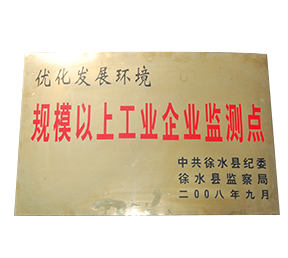 优化发展环境
规模以上工业企业监测点
中共徐水县纪委
徐水县监察局
二00八年九月